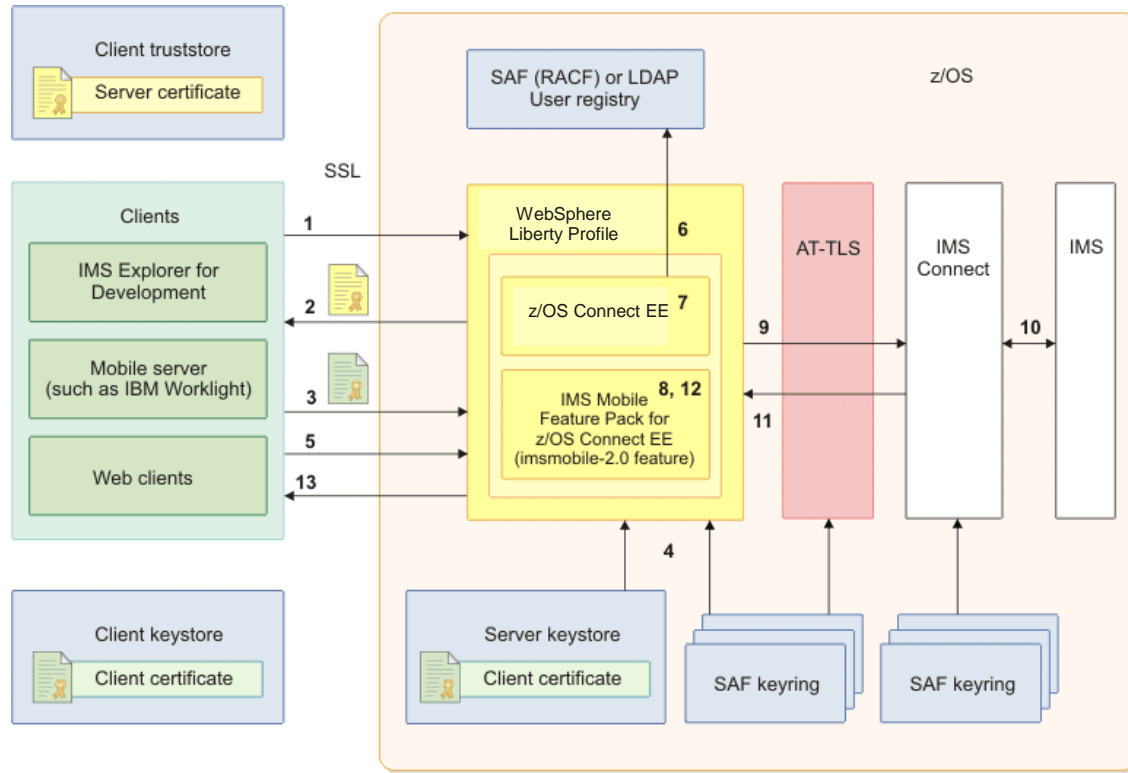 Client truststore
Server certificate
SSL
Clients
IMS Explorer for
Development
Mobile server
(such as IBM Worklight)
Web clients
Client keystore
Client certificate
z/OS
SAF (RACF) or LDAP
User registry
WebSphere
Liberty Profile
z/OS Connect EE
IMS Mobile
Feature Pack for
z/OS Connect EE
(imsmobile-2.0 feature)
AT-TLS
IMS
Connect
IMS
1
2
3
5
13
6
7
8, 12
9
11
10
4
Server keystore
Client certificate
SAF keyring
SAF keyring